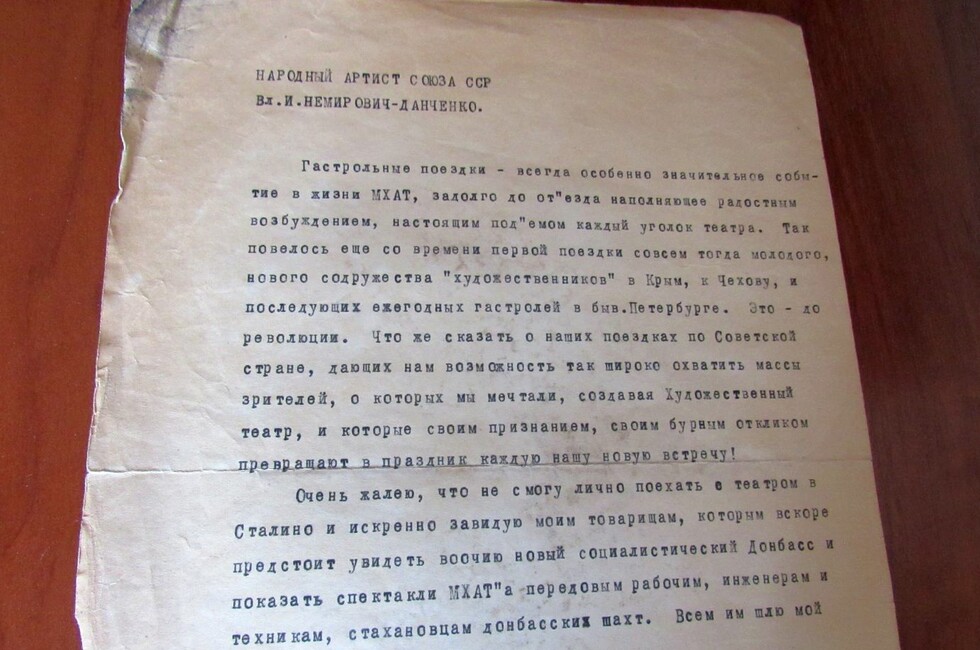 НАРОДНЫЙ АРТИСТ СОЮЗА ССР
Вл.И.НЕМИРОВИЧ-ДАНЧЕНКО.
Гастрольные поездки - всегда особенно значительное собы-
тие в жизни МХАТ, задолго до от"езда наполняющее радостным
возбуждением, настоящим под"емом каждый уголок театра. Так
повелось еще со времени первой поездки совсем тогда молодого,
нового содружества "художественников" в Крым, к Чехову, и
последующих ежегодных гастролей в быв.Петербурге. Это - до
революции. Что же сказать о наших поездках по Советской
стране, дающих нам возможность так широко охватить массы
зрителей, о которых мы мечтали, создавая Художественный
театр, и которые своим признанием, своим бурным откликом
превращают в праздник каждую нашу новую встречу!
Очень жалею, что не смогу лично поехать с театром в
Сталино и искренно завидую моим товарищам, которым вскоре
предстоит увидеть воочию новый социалистический Донбасс и
показать спектакли МХАТ"а передовым рабочим, инженерам и
техникам, стахановцам донбасских шахт. Всем им шлю мой